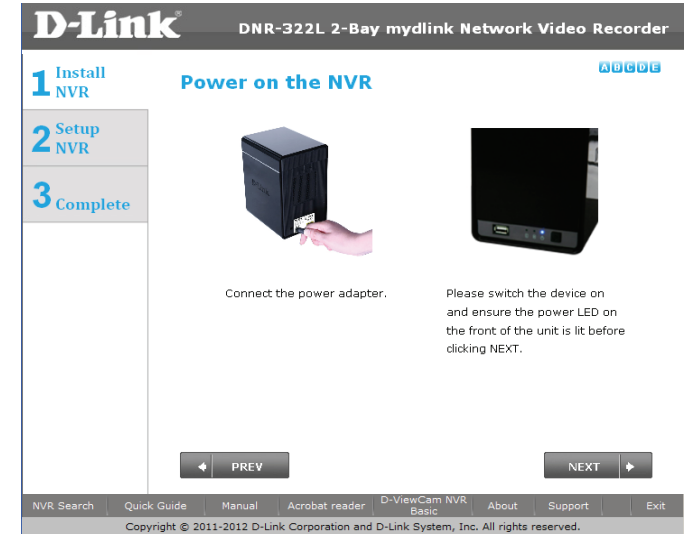 D-Link®
DNR-322L 2-Bay mydlink Network Video Recorder
1 Install
NVR
2 Setup
NVR
3 Complete
Power on the NVR
A B C D E
D-Link
Connect the power adapter.
Please switch the device on
and ensure the power LED on
the front of the unit is lit before
clicking NEXT.
PREV
NEXT
NVR Search
Quick Guide
Manual
Acrobat reader
D-ViewCam NVR
Basic
About
Support
Exit
Copyright © 2011-2012 D-Link Corporation and D-Link System, Inc. All rights reserved.